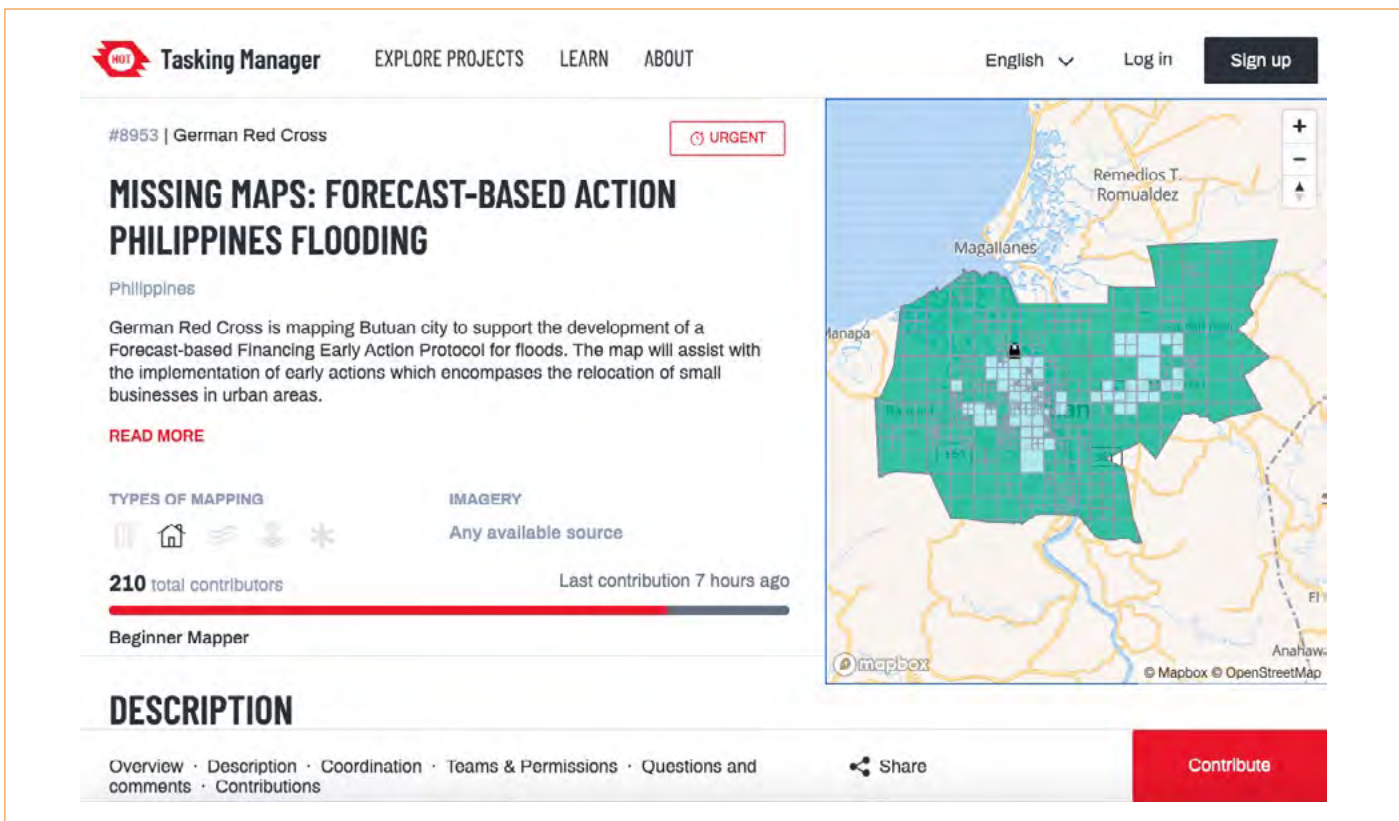 HOT Tasking Manager EXPLORE PROJECTS LEARN ABOUT English Log in Sign up
#8953 | German Red Cross
URGENT
MISSING MAPS: FORECAST-BASED ACTION
PHILIPPINES FLOODING
Philippines
German Red Cross is mapping Butuan city to support the development of a
Forecast-based Financing Early Action Protocol for floods. The map will assist with
the implementation of early actions which encompases the relocation of small
businesses in urban areas.
READ MORE
TYPES OF MAPPING
IMAGERY
Any available source
210 total contributors
Last contribution 7 hours ago
Beginner Mapper
Remedios T.
Romualdez
Magallanes
Manapa
an
El
Anahaw
mapbox
© Mapbox © OpenStreetMap
DESCRIPTION
Overview · Description · Coordination · Teams & Permissions · Questions and
comments · Contributions
Share
Contribute